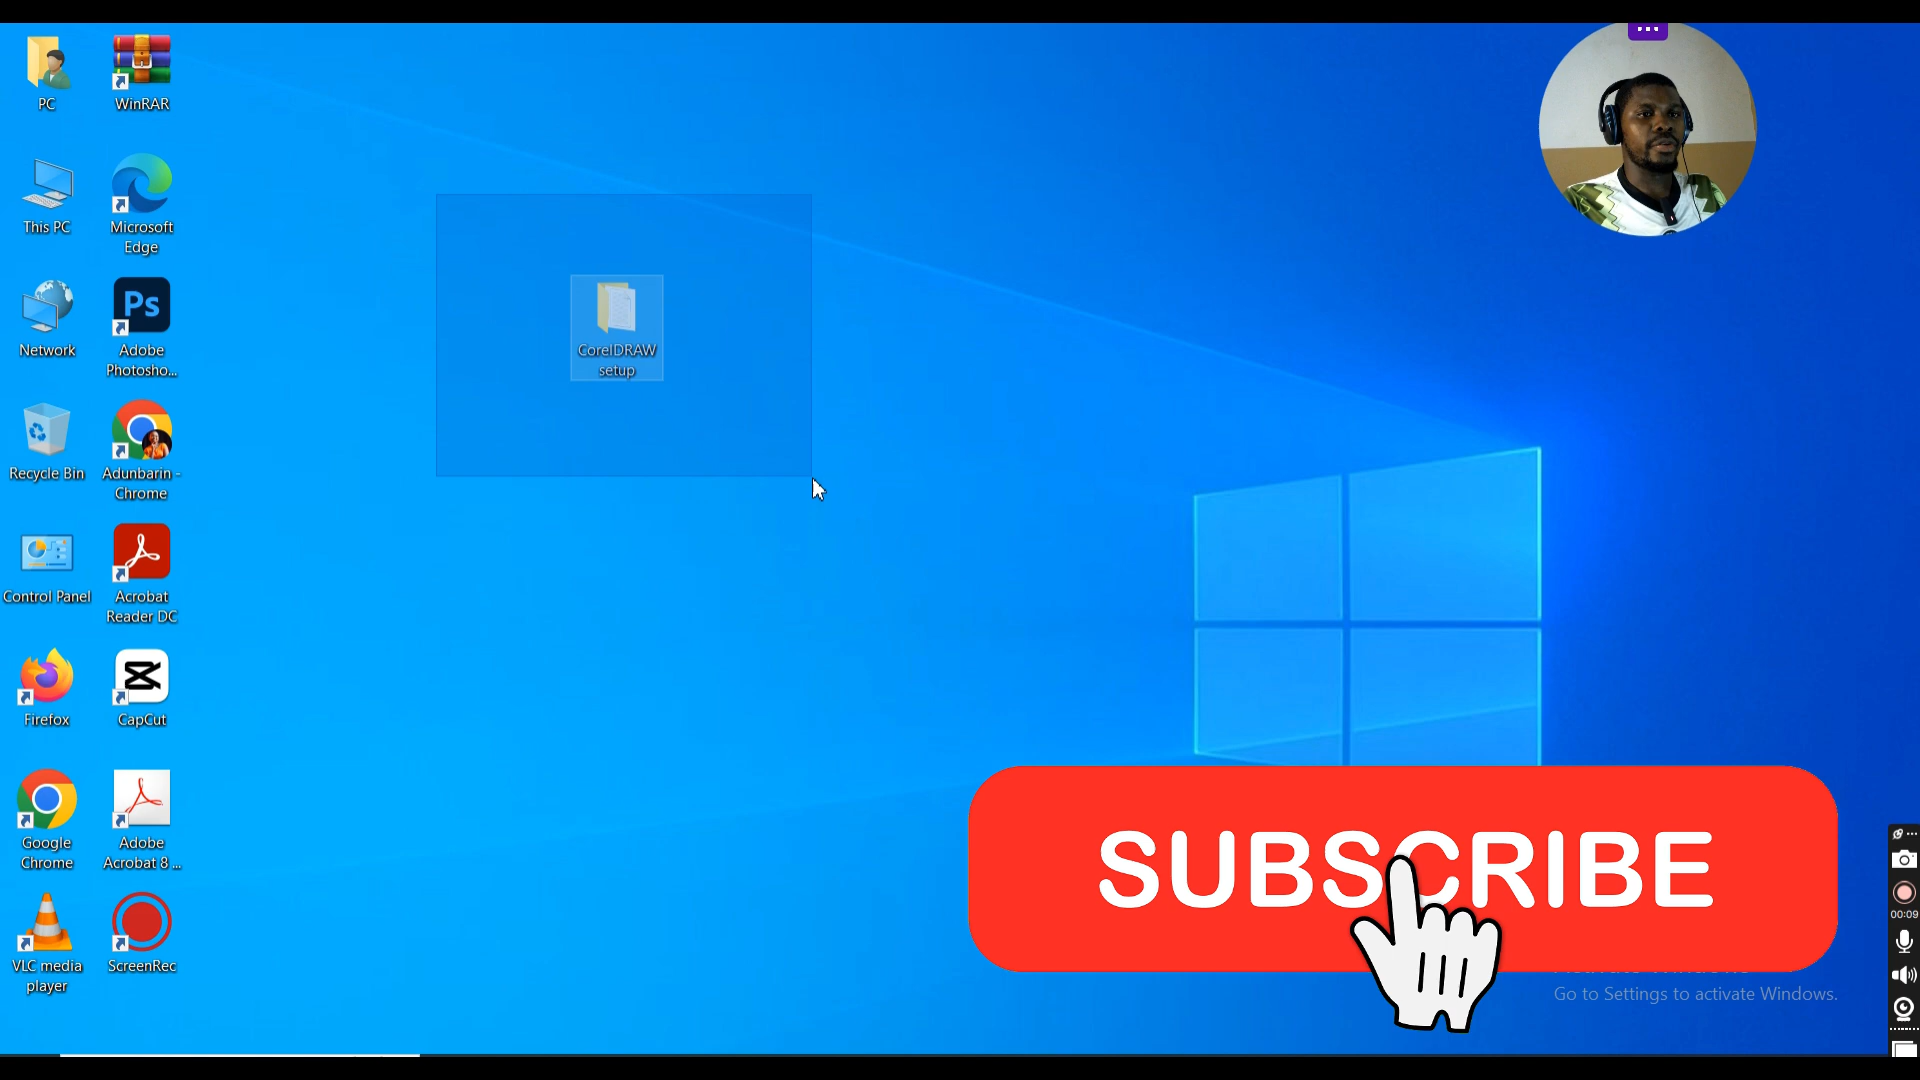 PC
WinRAR
This PC
Microsoft
Edge
Ps
Network
Adobe
Photosho...
CorelDRAW
setup
Recycle Bin
Adunbarin -
Chrome
Control Panel
Acrobat
Reader DC
Firefox
CapCut
Google
Chrome
Adobe
Acrobat 8 ...
VLC media
player
ScreenRec
SUBSCRIBE
Go to Settings to activate Windows.
00:09